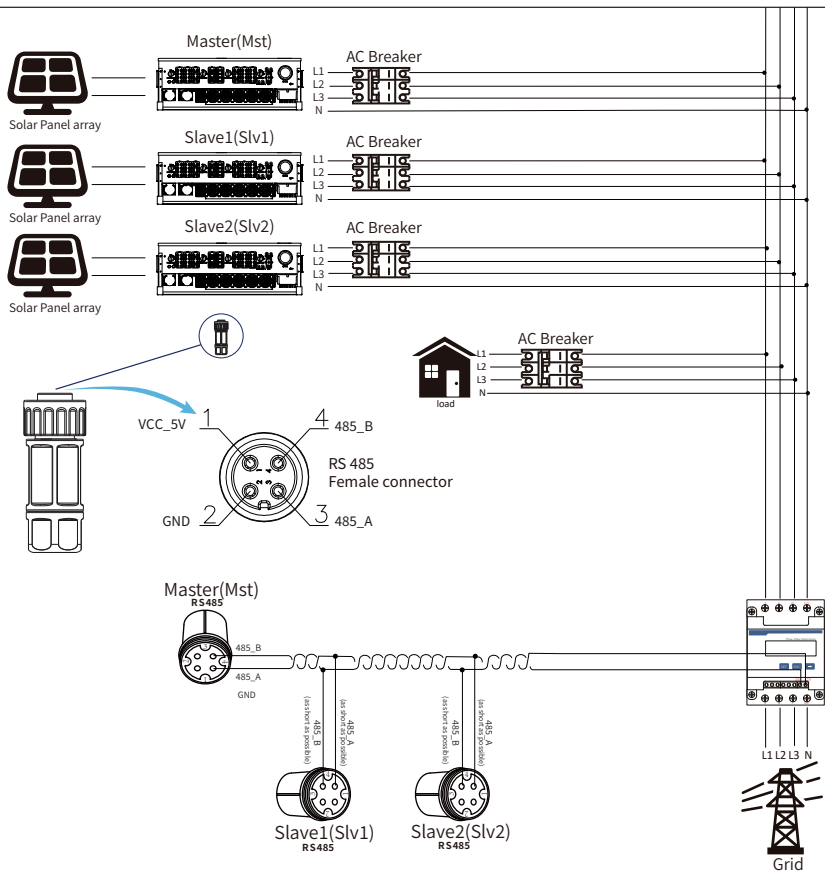 Master(Mst)
AC Breaker
L1
L2
L3
N
Solar Panel array
Slave1(Slv1)
AC Breaker
L1
L2
L3
N
Solar Panel array
Slave2(Slv2)
AC Breaker
L1
L2
L3
N
Solar Panel array
AC Breaker
L1
L2
L3
N
load
VCC_5V 1
4 485_B
1 4
2 3
RS 485
Female connector
GND 2
3 485_A
Master(Mst)
RS485
485_B
485_A
GND
485_B
(as short as possible)
485_A
(as short as possible)
485_B
(as short as possible)
485_A
(as short as possible)
Slave1(Slv1)
RS485
Slave2(Slv2)
RS485
L1 L2 L3 N
Grid